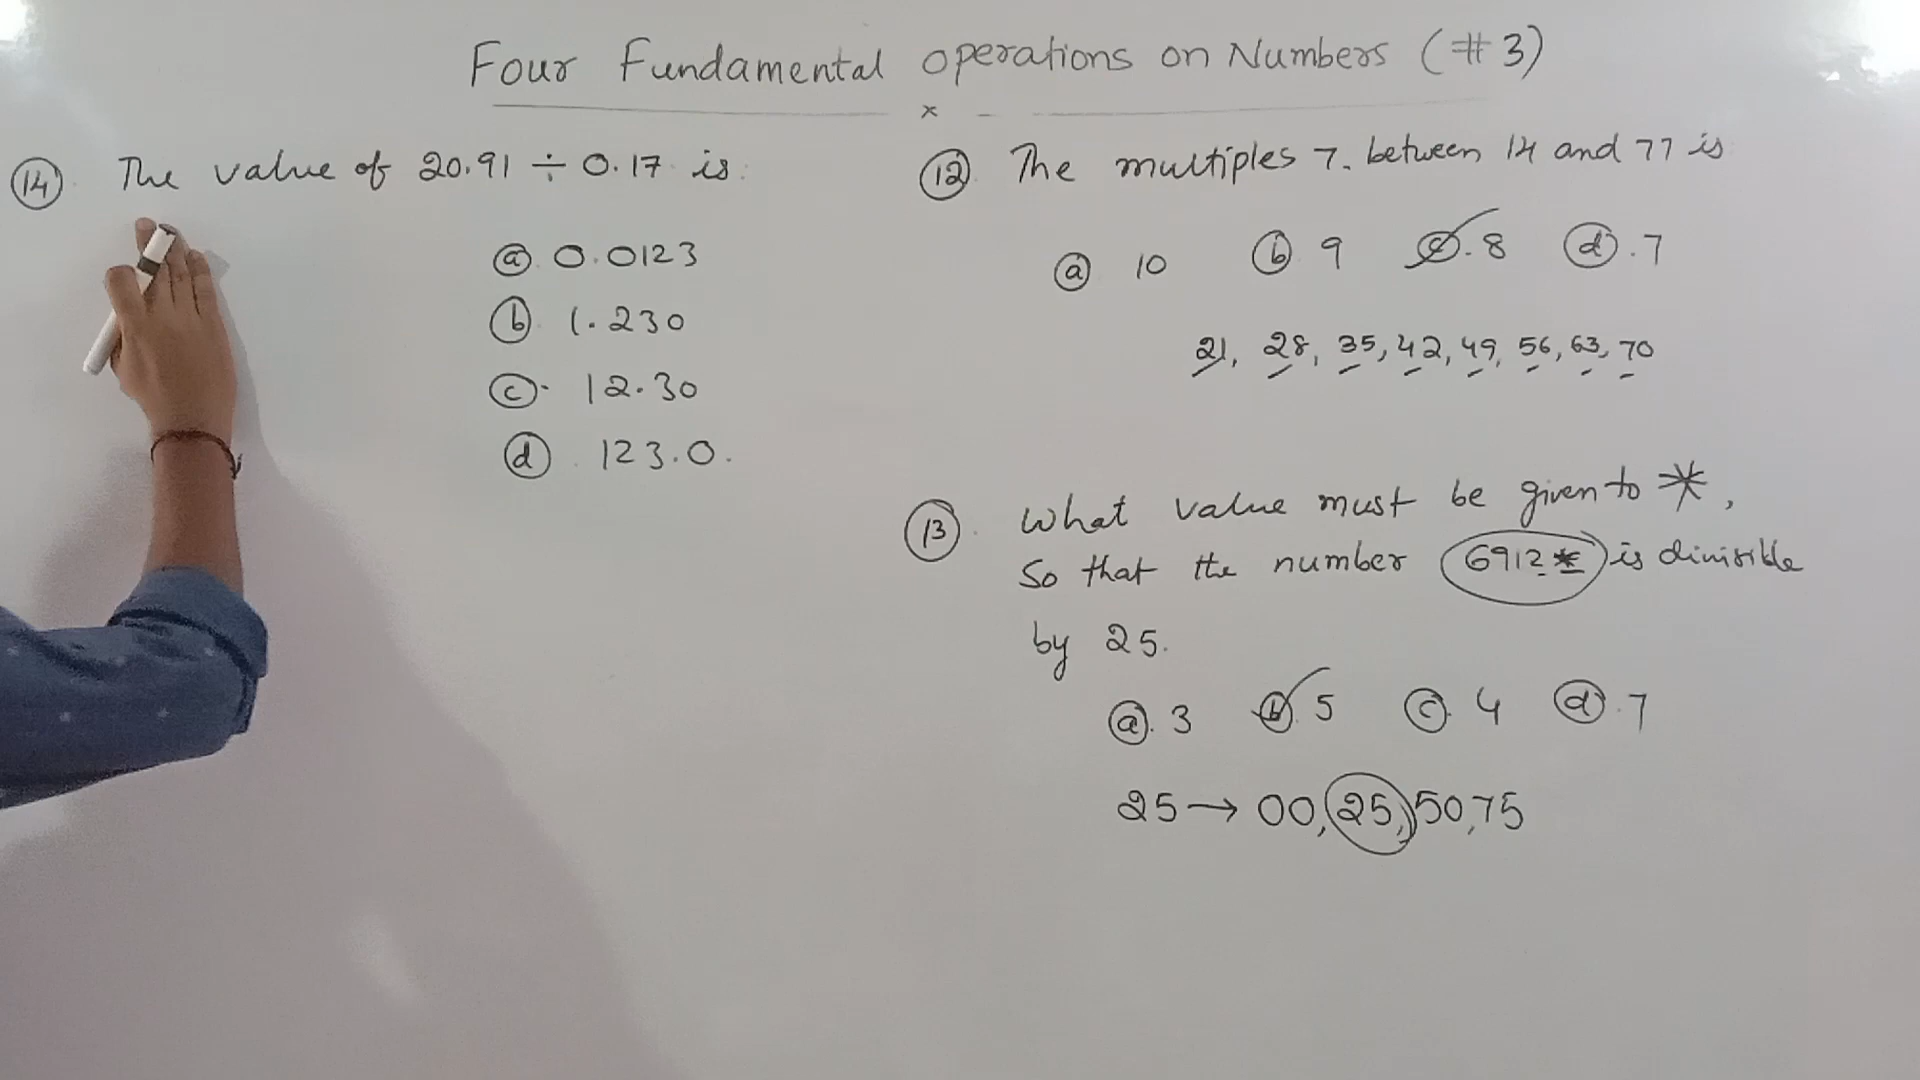 Four Fundamental Operations on Numbers (#3)
x
14. The value of 20.91 ÷ 0.17 is:
a 0.0123
b 1.230
c. 12.30
d 123.0.
12. The multiples 7. between 14 and 77 is
a 10 b 9 c. 8 d. 7
21, 28, 35, 42, 49, 56, 63, 70
13. What value must be given to *,
So that the number 6912* is divisible
by 25.
a. 3 b. 5 c. 4 d. 7
25 → 00, 25, 50, 75